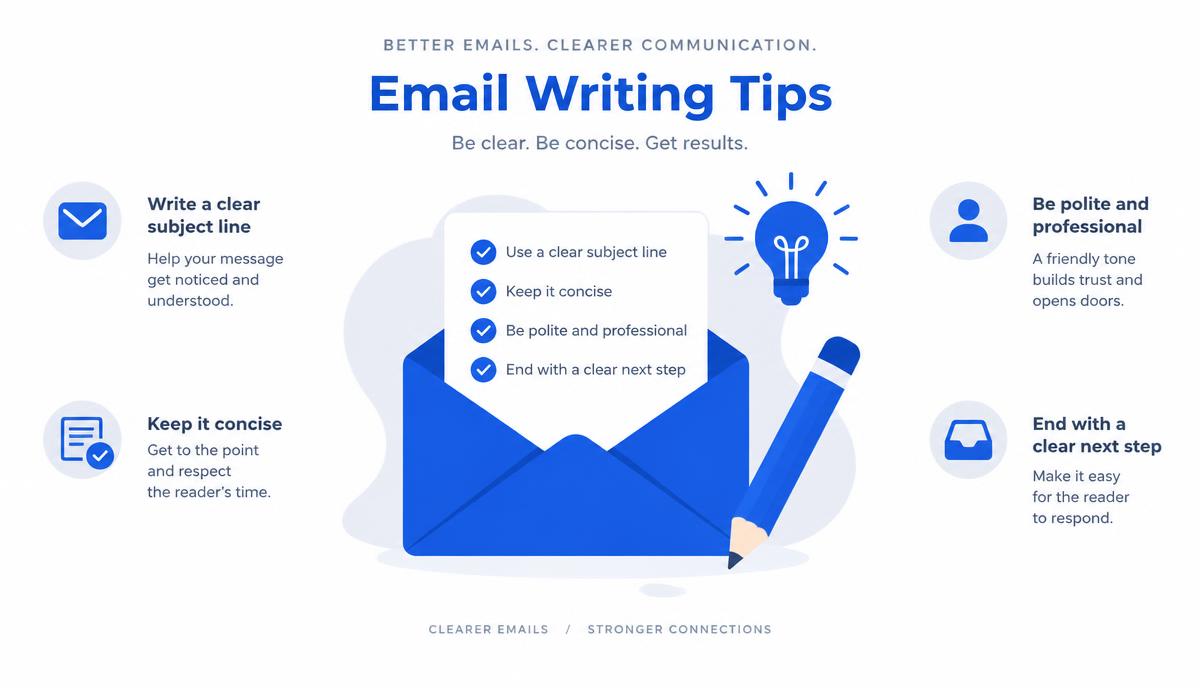 BETTER EMAILS. CLEARER COMMUNICATION.
Email Writing Tips
Be clear. Be concise. Get results.
Write a clear
subject line
Help your message
get noticed and
understood.
Keep it concise
Get to the point
and respect
the reader's time.
Use a clear subject line
Keep it concise
Be polite and professional
End with a clear next step
Be polite and
professional
A friendly tone
builds trust and
opens doors.
End with a
clear next step
Make it easy
for the reader
to respond.
CLEARER EMAILS / STRONGER CONNECTIONS